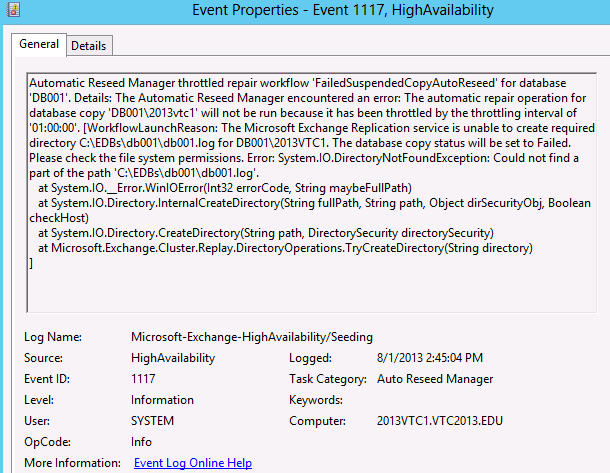 Event Properties - Event 1117, HighAvailability
General Details
Automatic Reseed Manager throttled repair workflow 'FailedSuspendedCopyAutoReseed' for database
'DB001'. Details: The Automatic Reseed Manager encountered an error: The automatic repair operation for
database copy 'DB001\2013vtc1' will not be run because it has been throttled by the throttling interval of
'01:00:00'. [WorkflowLaunchReason: The Microsoft Exchange Replication service is unable to create required
directory C:\EDBs\db001\db001.log for DB001\2013VTC1. The database copy status will be set to Failed.
Please check the file system permissions. Error: System.IO.DirectoryNotFoundException: Could not find a
part of the path 'C:\EDBs\db001\db001.log'.
at System.IO.__Error.WinIOError(Int32 errorCode, String maybeFullPath)
at System.IO.Directory.InternalCreateDirectory(String fullPath, String path, Object dirSecurityObj, Boolean
checkHost)
at System.IO.Directory.CreateDirectory(String path, DirectorySecurity directorySecurity)
at Microsoft.Exchange.Cluster.Replay.DirectoryOperations.TryCreateDirectory(String directory)
]
Log Name: Microsoft-Exchange-HighAvailability/Seeding
Source: HighAvailability Logged: 8/1/2013 2:45:04 PM
Event ID: 1117 Task Category: Auto Reseed Manager
Level: Information Keywords:
User: SYSTEM Computer: 2013VTC1.VTC2013.EDU
OpCode: Info
More Information: Event Log Online Help